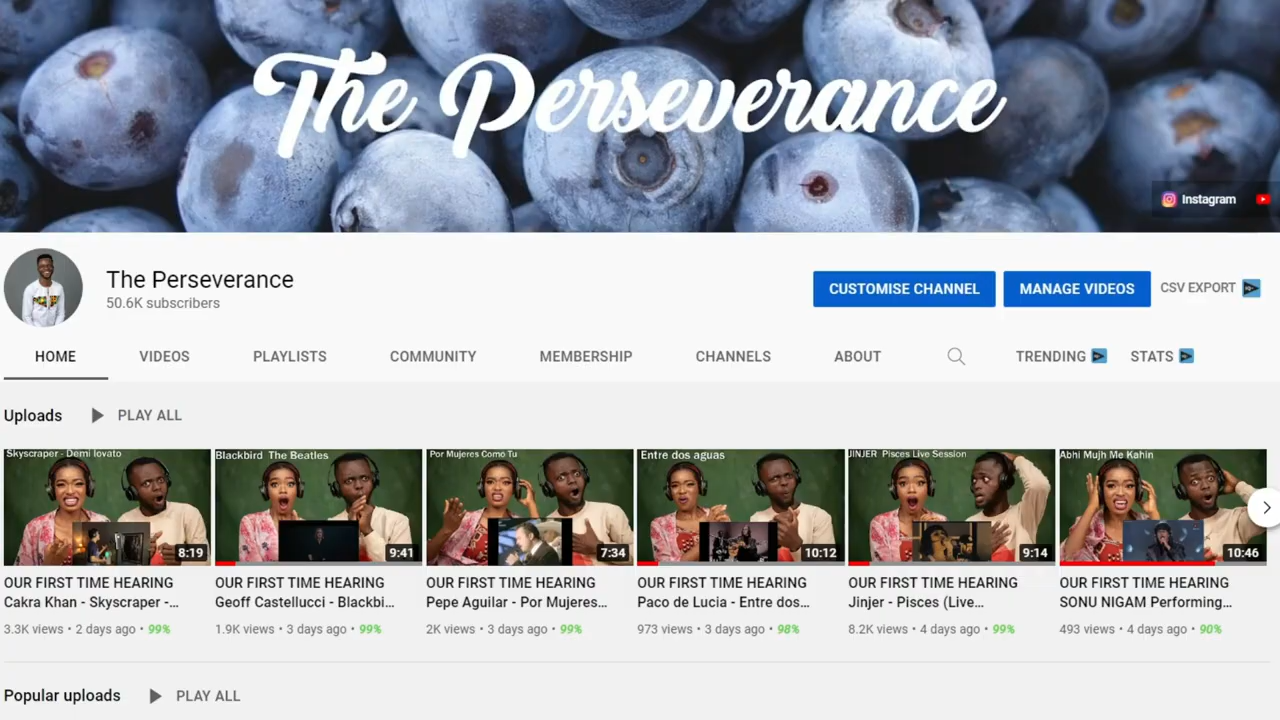 The Perseverance
Instagram
The Perseverance
50.6K subscribers
CUSTOMISE CHANNEL
MANAGE VIDEOS
CSV EXPORT
HOME
VIDEOS
PLAYLISTS
COMMUNITY
MEMBERSHIP
CHANNELS
ABOUT
TRENDING
STATS
Uploads
PLAY ALL
Skyscraper - Demi lovato
8:19
OUR FIRST TIME HEARING
Cakra Khan - Skyscraper -...
3.3K views • 2 days ago • 99%
Blackbird The Beatles
9:41
OUR FIRST TIME HEARING
Geoff Castellucci - Blackbi...
1.9K views • 3 days ago • 99%
Por Mujeres Como Tu
7:34
OUR FIRST TIME HEARING
Pepe Aguilar - Por Mujeres...
2K views • 3 days ago • 99%
Entre dos aguas
10:12
OUR FIRST TIME HEARING
Paco de Lucia - Entre dos...
973 views • 3 days ago • 98%
JINJER Pisces Live Session
9:14
OUR FIRST TIME HEARING
Jinjer - Pisces (Live...
8.2K views • 4 days ago • 99%
Abhi Mujh Me Kahin
10:46
OUR FIRST TIME HEARING
SONU NIGAM Performing...
493 views • 4 days ago • 90%
Popular uploads
PLAY ALL